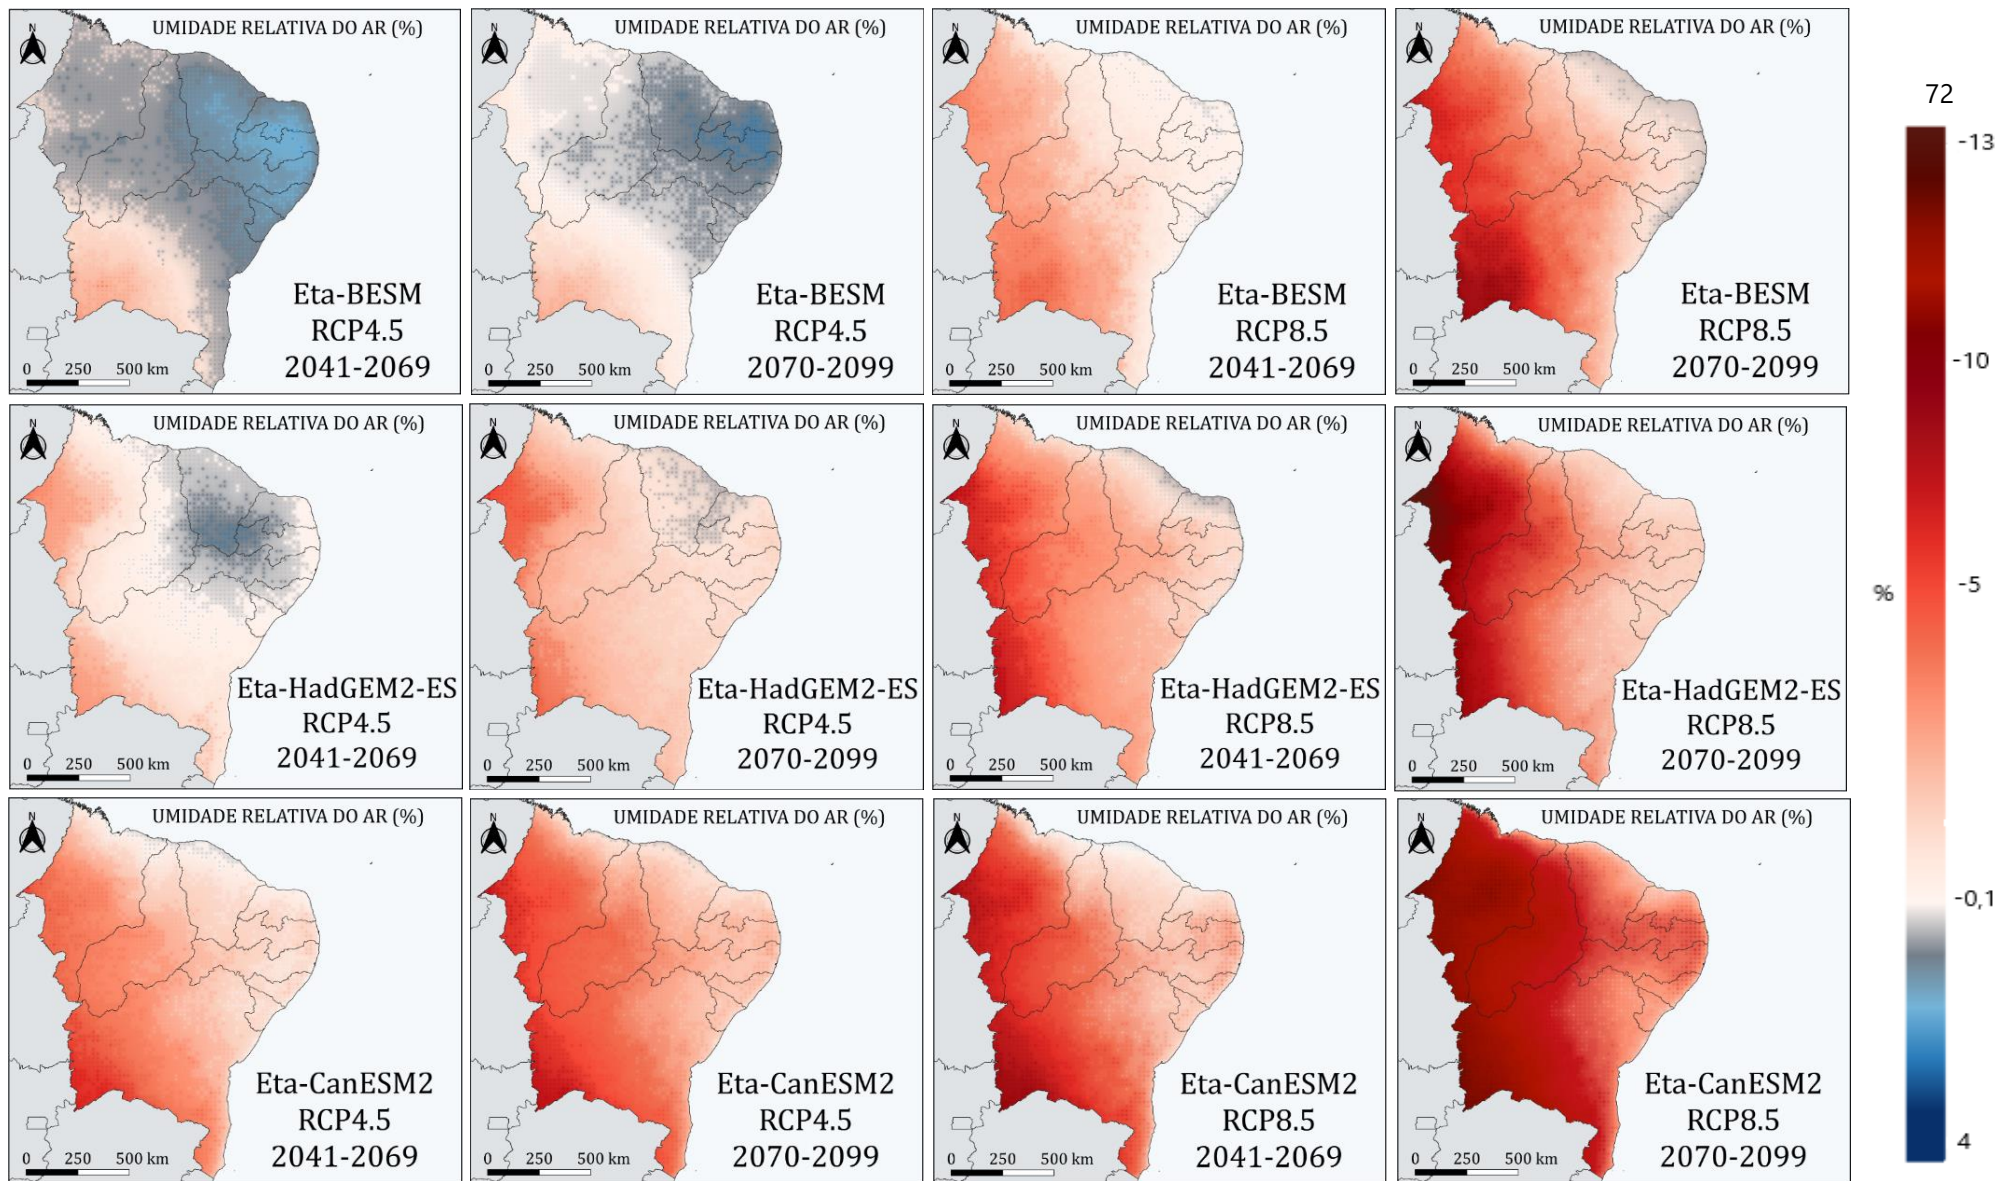 UMIDADE RELATIVA DO AR (%)
N
Eta-BESM
RCP4.5
2041-2069
0 250 500 km
UMIDADE RELATIVA DO AR (%)
N
Eta-BESM
RCP4.5
2070-2099
0 250 500 km
UMIDADE RELATIVA DO AR (%)
N
Eta-BESM
RCP8.5
2041-2069
0 250 500 km
UMIDADE RELATIVA DO AR (%)
N
Eta-BESM
RCP8.5
2070-2099
0 250 500 km
UMIDADE RELATIVA DO AR (%)
N
Eta-HadGEM2-ES
RCP4.5
2041-2069
0 250 500 km
UMIDADE RELATIVA DO AR (%)
N
Eta-HadGEM2-ES
RCP4.5
2070-2099
0 250 500 km
UMIDADE RELATIVA DO AR (%)
N
Eta-HadGEM2-ES
RCP8.5
2041-2069
0 250 500 km
UMIDADE RELATIVA DO AR (%)
N
Eta-HadGEM2-ES
RCP8.5
2070-2099
0 250 500 km
UMIDADE RELATIVA DO AR (%)
N
Eta-CanESM2
RCP4.5
2041-2069
0 250 500 km
UMIDADE RELATIVA DO AR (%)
N
Eta-CanESM2
RCP4.5
2070-2099
0 250 500 km
UMIDADE RELATIVA DO AR (%)
N
Eta-CanESM2
RCP8.5
2041-2069
0 250 500 km
UMIDADE RELATIVA DO AR (%)
N
Eta-CanESM2
RCP8.5
2070-2099
0 250 500 km
72
-13
-10
-5
%
-0,1
4